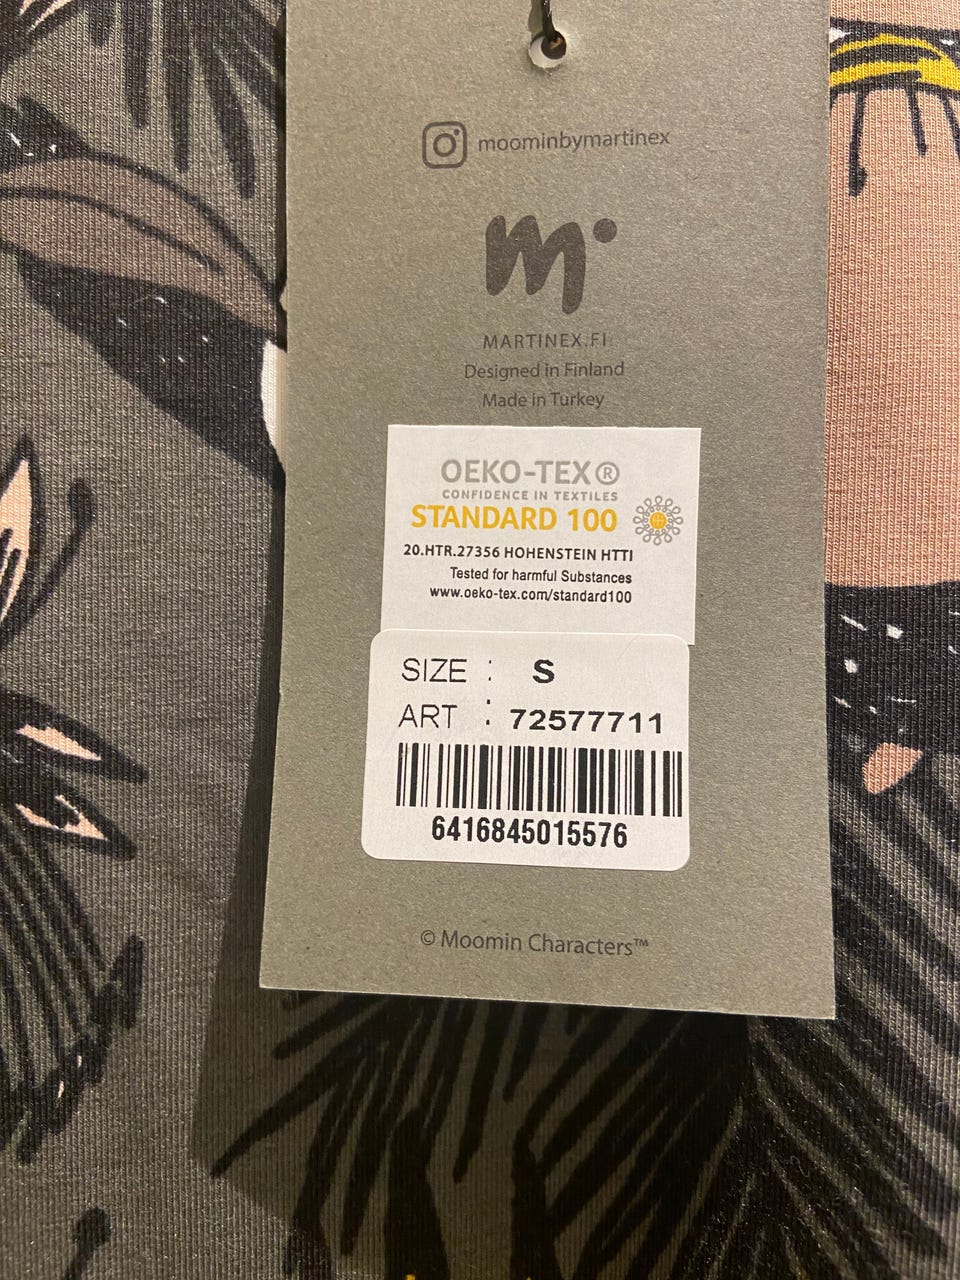 moominbymartinex
m
MARTINEX.FI
Designed in Finland
Made in Turkey
OEKO-TEX®
CONFIDENCE IN TEXTILES
STANDARD 100
20.HTR.27356 HOHENSTEIN HTTI
Tested for harmful Substances
www.oeko-tex.com/standard100
SIZE : S
ART : 72577711
6416845015576
© Moomin Characters™